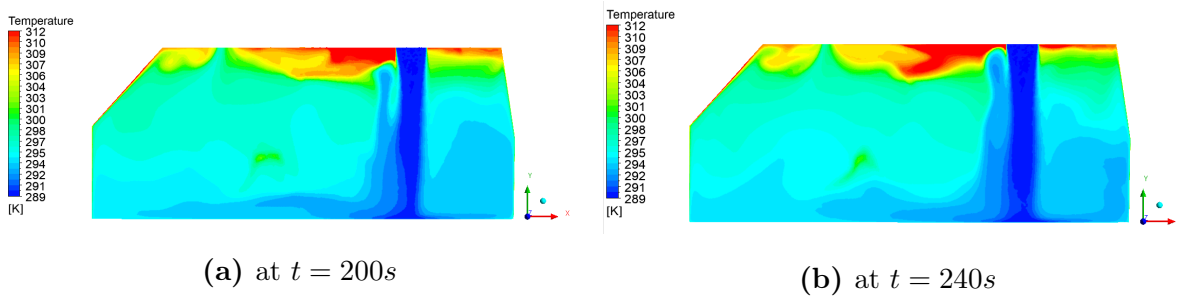 Temperature
312
310
309
307
306
304
303
301
300
298
297
295
294
292
291
289
[K]
Y
Z
X
(a) at t = 200s
Temperature
312
310
309
307
306
304
303
301
300
298
297
295
294
292
291
289
[K]
Y
Z
(b) at t = 240s